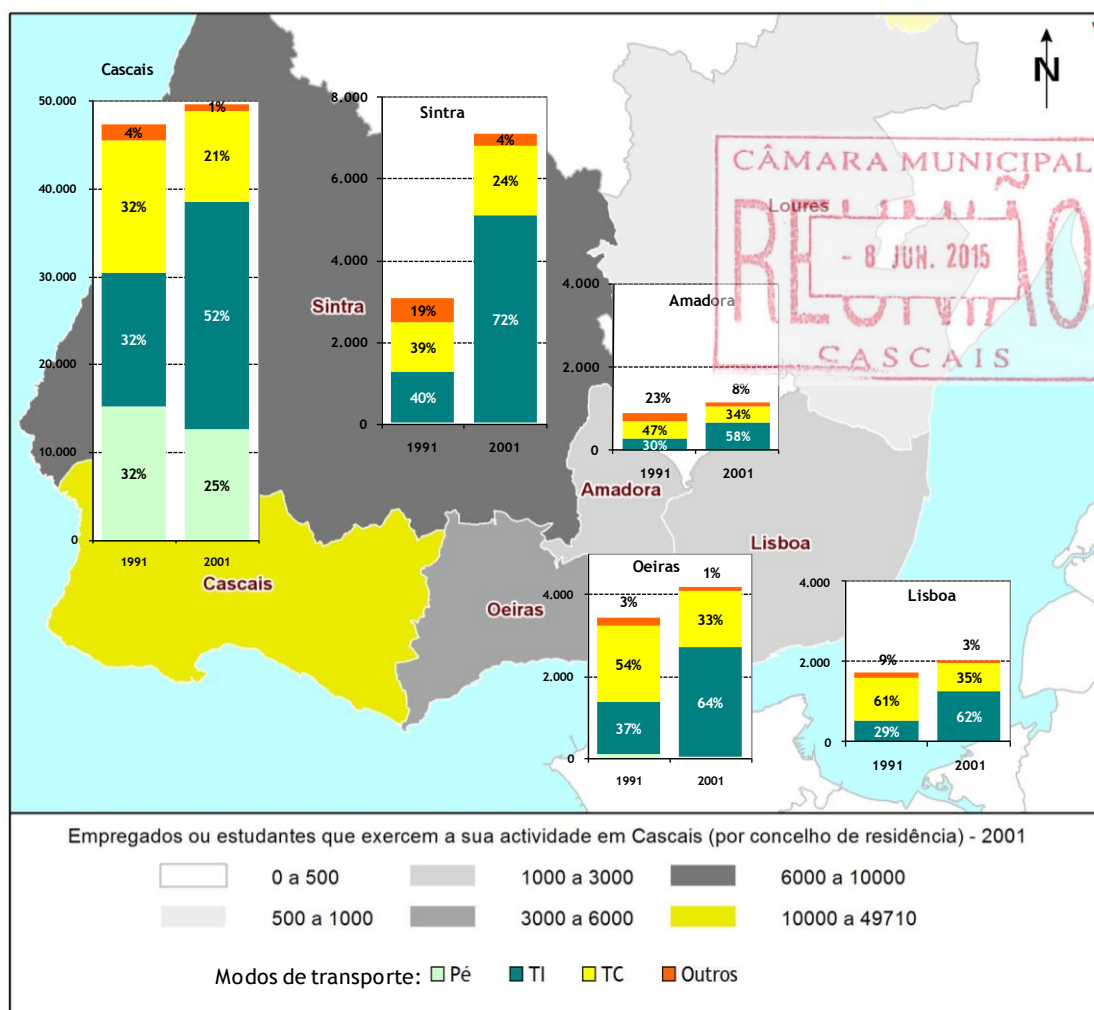 Cascais
50.000
40.000
30.000
20.000
10.000
0
4%
32%
32%
32%
1%
21%
52%
25%
1991
2001
8.000
6.000
4.000
2.000
0
Sintra
19%
39%
40%
4%
24%
72%
1991
2001
N
CÂMARA MUNICIPAL
REUNIÃO
- 8 JUN. 2015
CASCAIS
Loures
Sintra
4.000
2.000
0
Amadora
23%
47%
30%
8%
34%
58%
1991
2001
Amadora
Lisboa
Cascais
Oeiras
Oeiras
4.000
2.000
0
3%
54%
37%
1%
33%
64%
1991
2001
Lisboa
4.000
2.000
0
9%
61%
29%
3%
35%
62%
1991
2001
Empregados ou estudantes que exercem a sua actividade em Cascais (por concelho de residência) - 2001
0 a 500
1000 a 3000
6000 a 10000
500 a 1000
3000 a 6000
10000 a 49710
Modos de transporte: Pé TI TC Outros